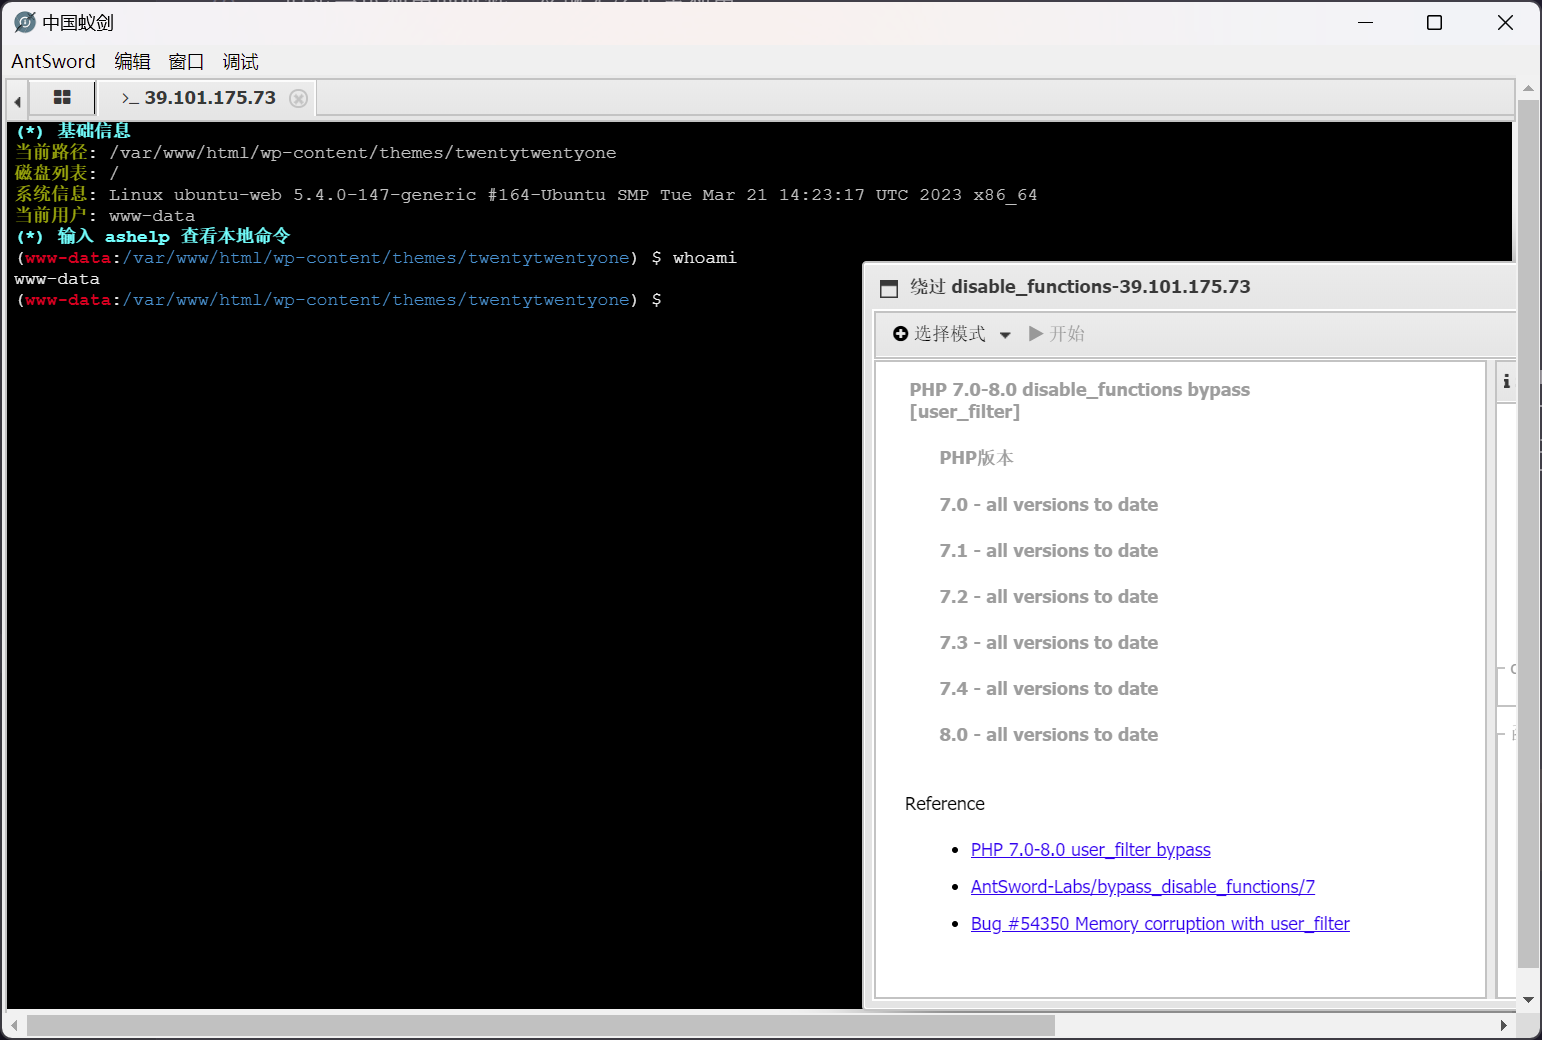 中国蚁剑
AntSword 编辑 窗口 调试
>_ 39.101.175.73
(*) 基础信息
当前路径: /var/www/html/wp-content/themes/twentytwentyone
磁盘列表: /
系统信息: Linux ubuntu-web 5.4.0-147-generic #164-Ubuntu SMP Tue Mar 21 14:23:17 UTC 2023 x86_64
当前用户: www-data
(*) 输入 ashelp 查看本地命令
(www-data:/var/www/html/wp-content/themes/twentytwentyone) $ whoami
www-data
(www-data:/var/www/html/wp-content/themes/twentytwentyone) $
绕过 disable_functions-39.101.175.73
选择模式 开始
PHP 7.0-8.0 disable_functions bypass
[user_filter]
PHP版本
7.0 - all versions to date
7.1 - all versions to date
7.2 - all versions to date
7.3 - all versions to date
7.4 - all versions to date
8.0 - all versions to date
Reference
• PHP 7.0-8.0 user_filter bypass
• AntSword-Labs/bypass_disable_functions/7
• Bug #54350 Memory corruption with user_filter